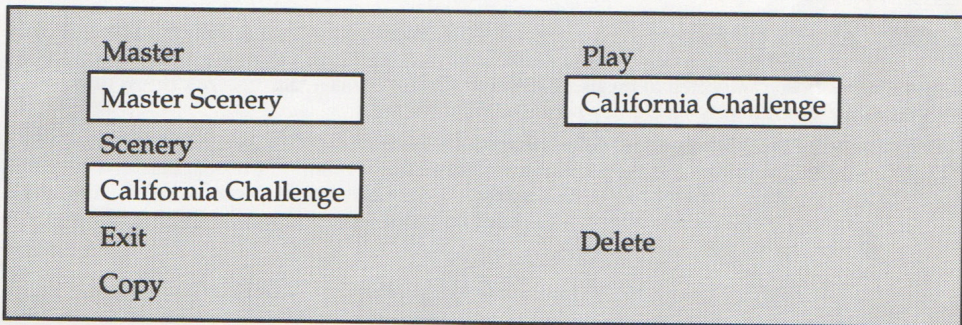 Master
Master Scenery
Scenery
California Challenge
Exit
Copy
Play
California Challenge
Delete